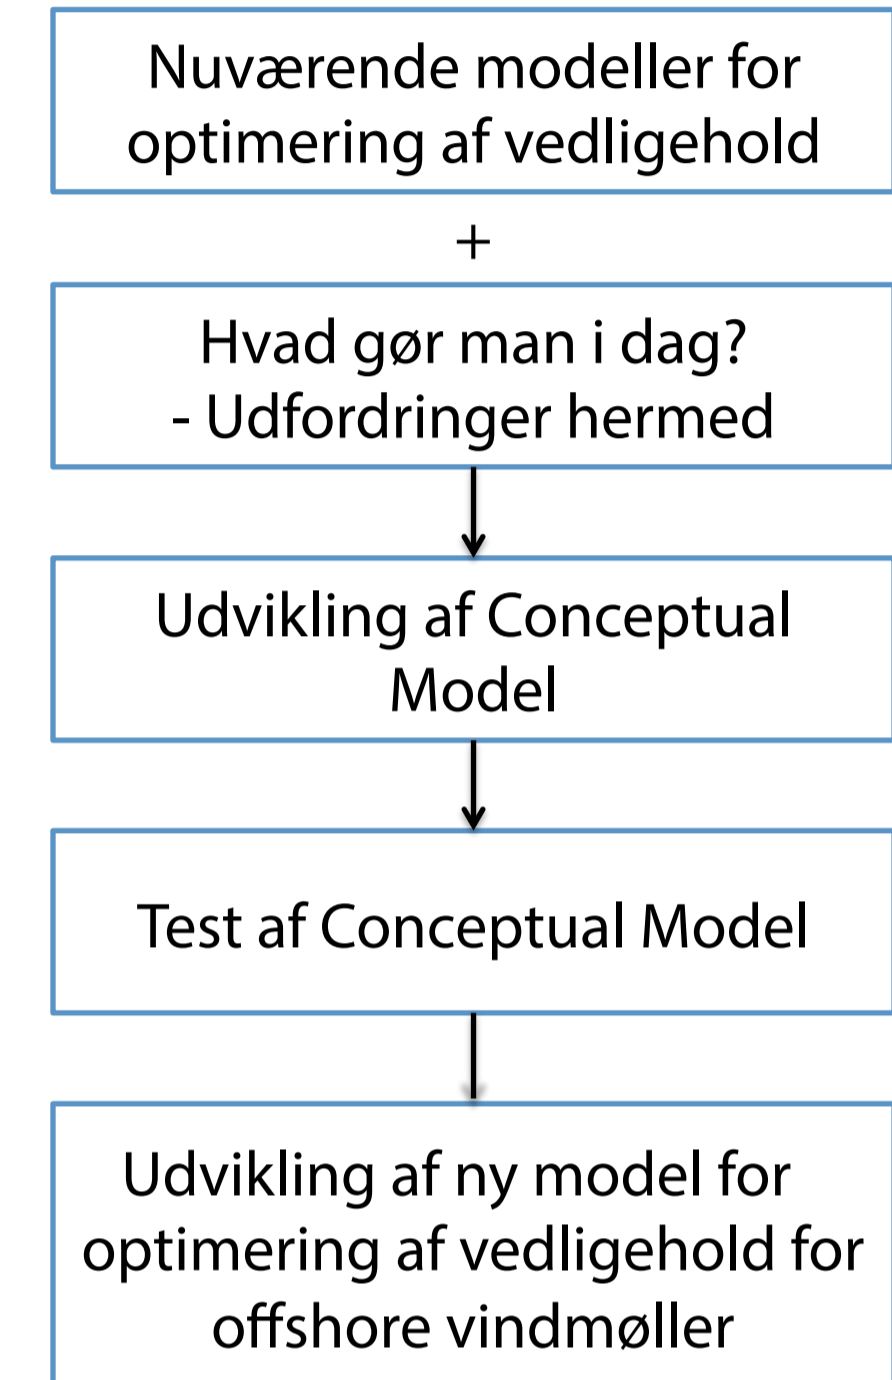 Nuværende modeller for
optimering af vedligehold
+
Hvad gør man i dag?
- Udfordringer hermed
Udvikling af Conceptual
Model
Test af Conceptual Model
Udvikling af ny model for
optimering af vedligehold for
offshore vindmøller